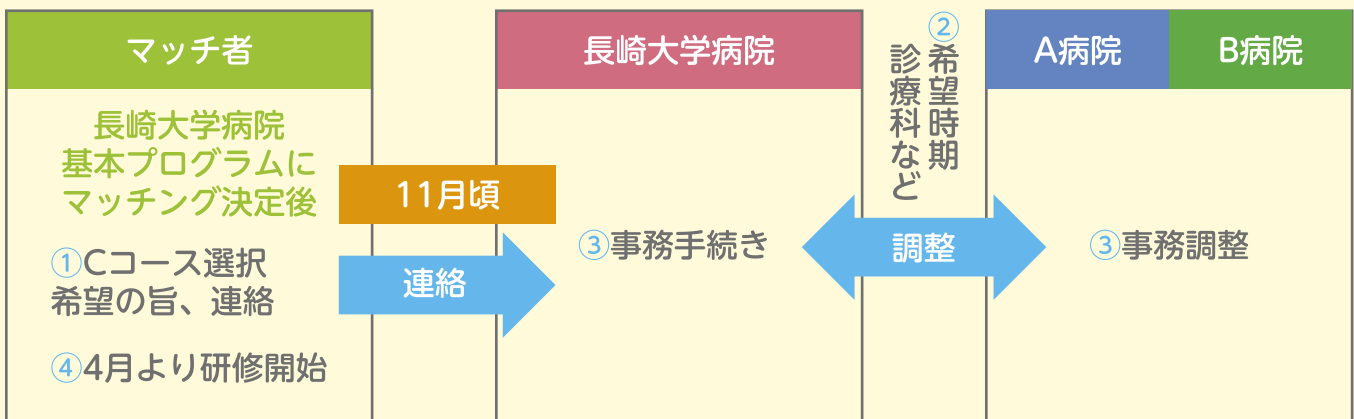 マッチ者
長崎大学病院
基本プログラムに
マッチング決定後
①Cコース選択
希望の旨、連絡
④4月より研修開始
11月頃
連絡
長崎大学病院
③事務手続き
②希望時期
診療科など
調整
A病院
B病院
③事務調整